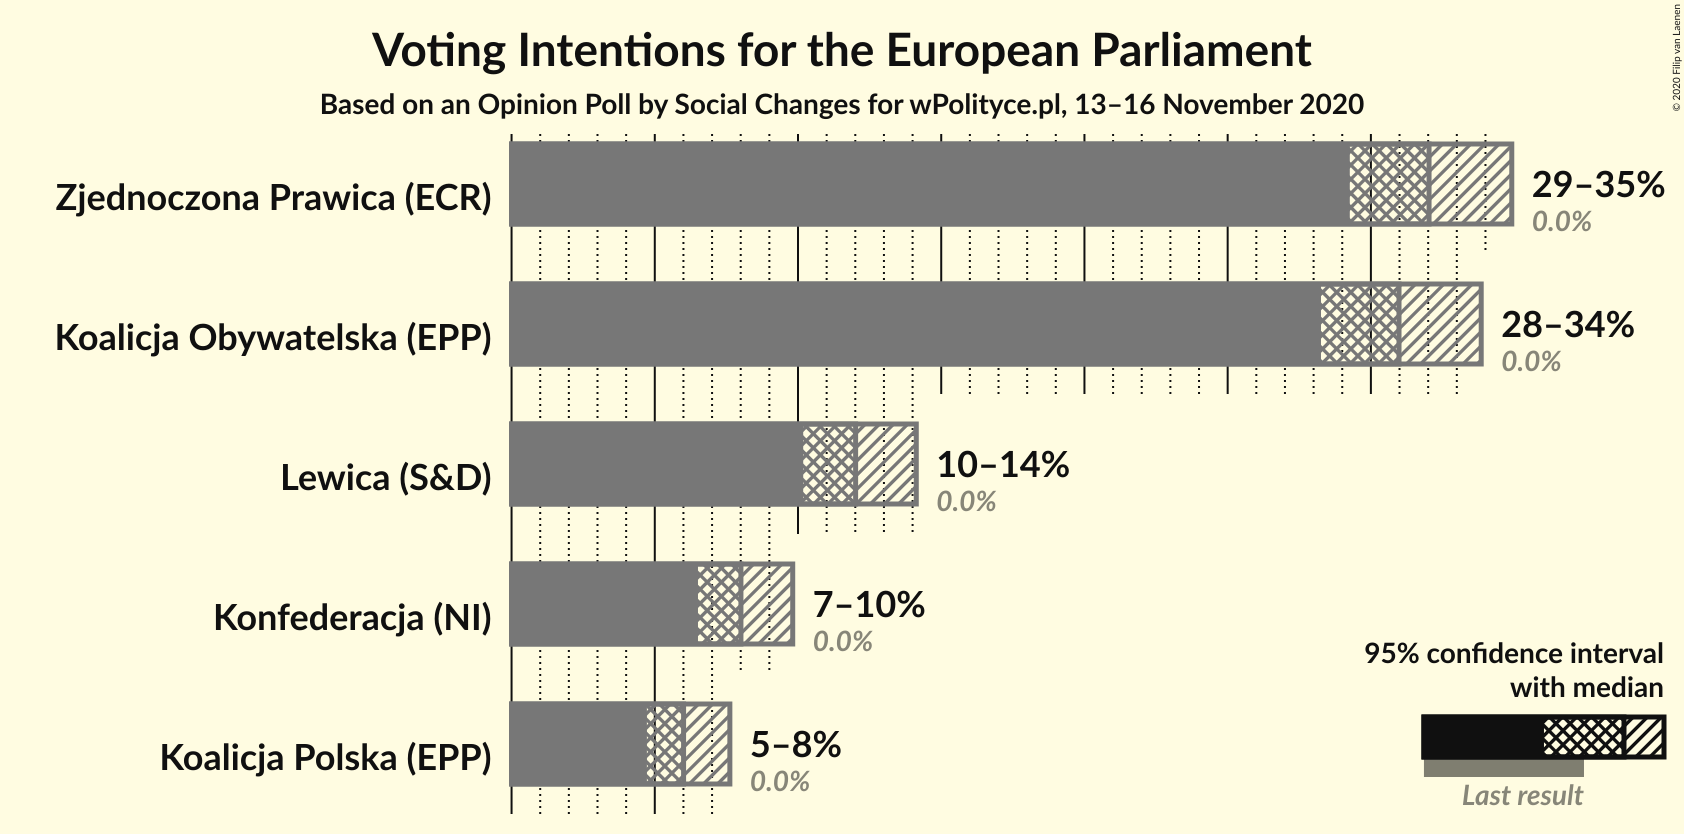 Voting Intentions for the European Parliament
Based on an Opinion Poll by Social Changes for wPolityce.pl, 13–16 November 2020
© 2020 Filip van Laenen
Zjednoczona Prawica (ECR)
29–35%
0.0%
Koalicja Obywatelska (EPP)
28–34%
0.0%
Lewica (S&D)
10–14%
0.0%
Konfederacja (NI)
7–10%
0.0%
Koalicja Polska (EPP)
5–8%
0.0%
95% confidence interval
with median
Last result